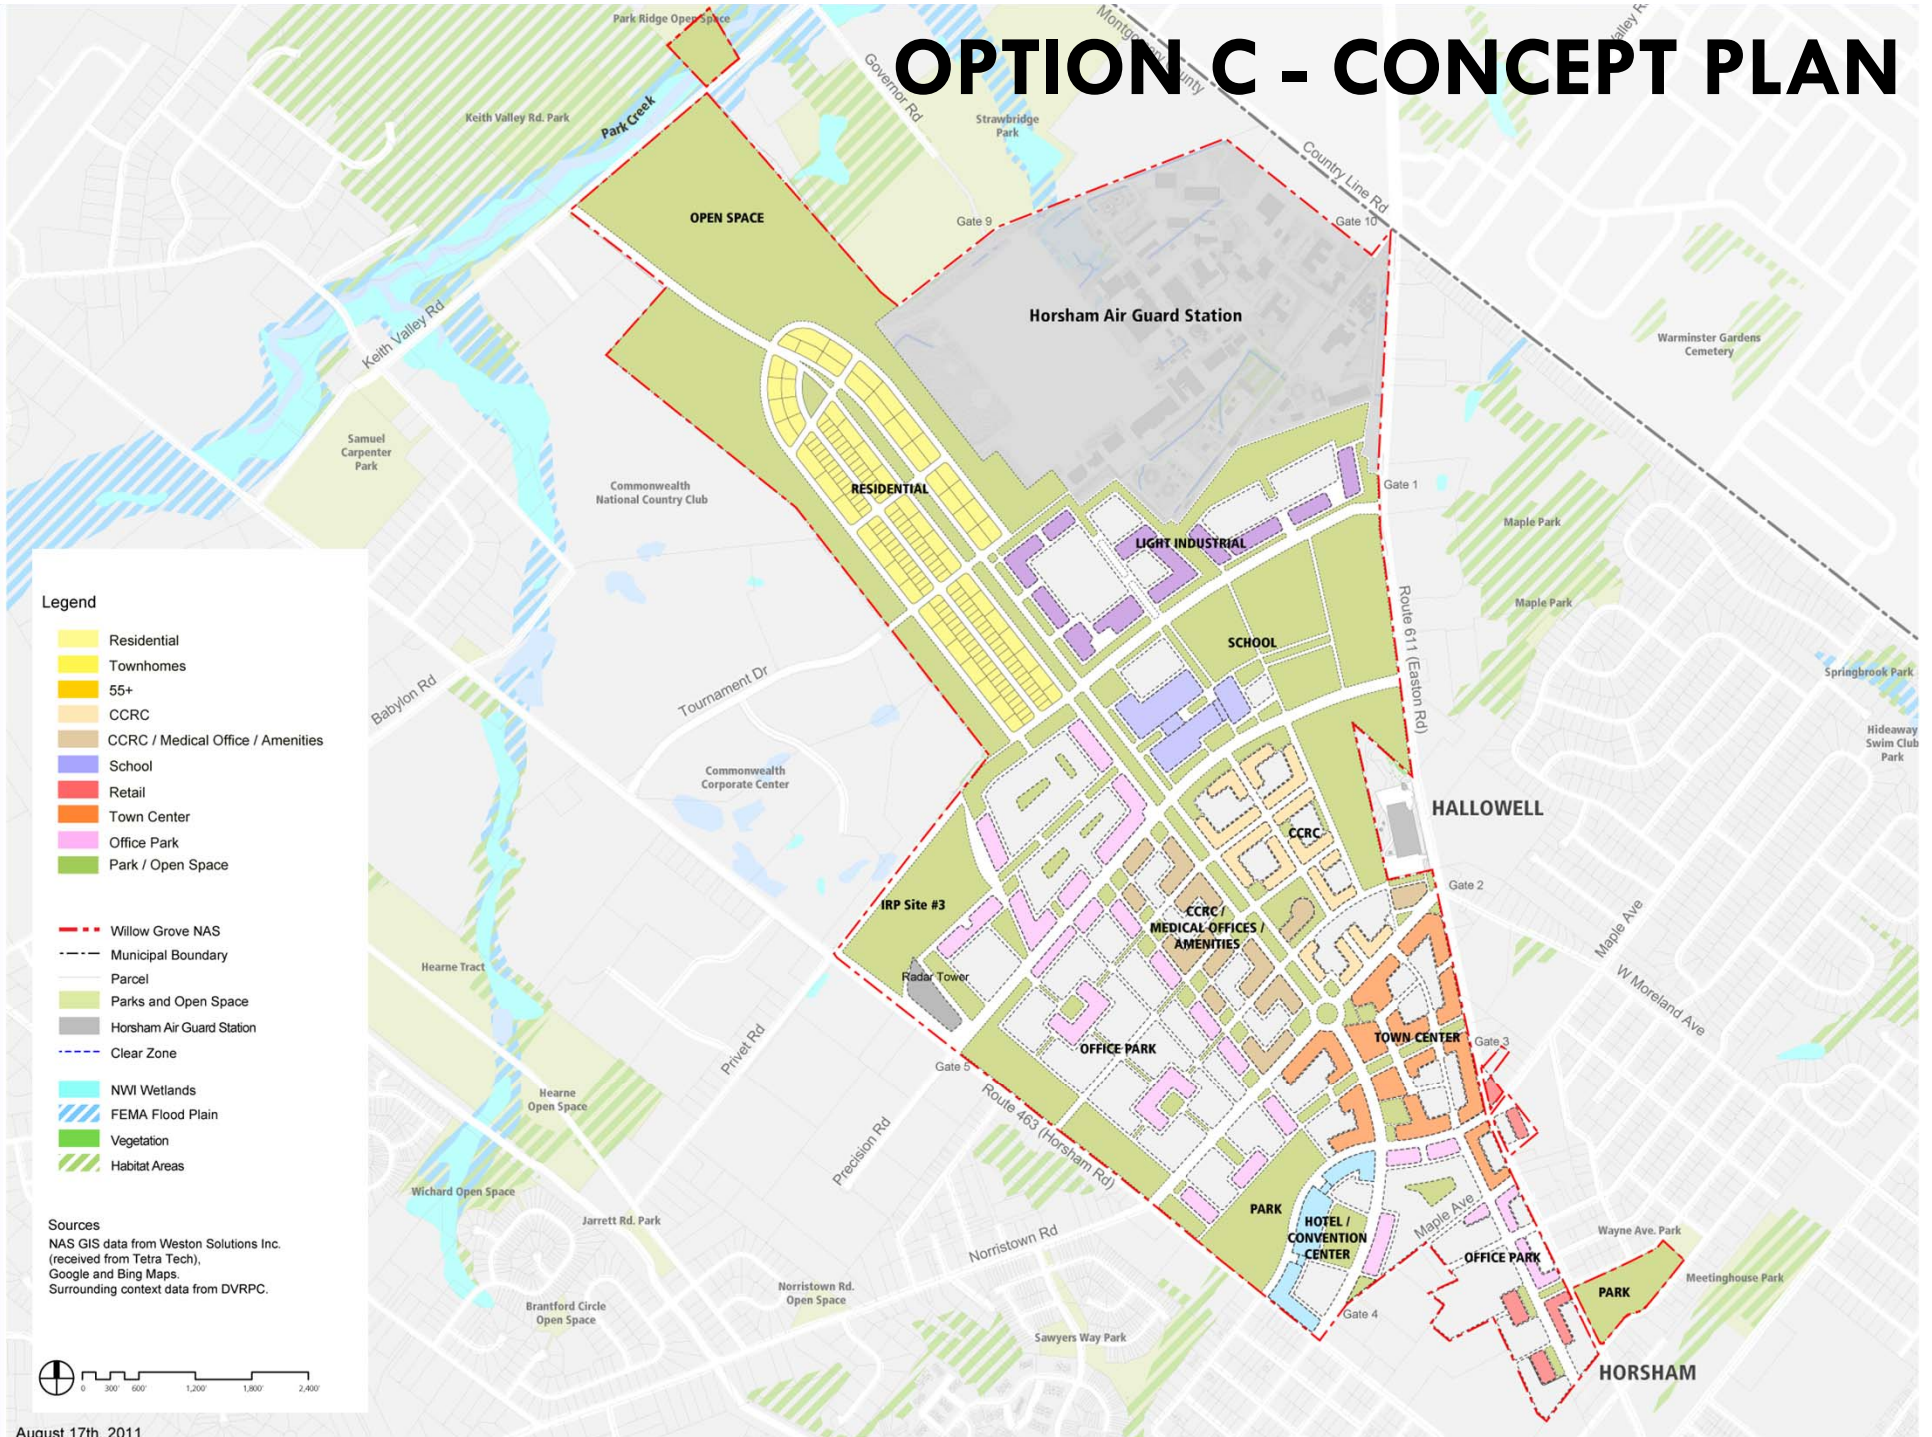 OPTION C - CONCEPT PLAN
Park Ridge Open Space
Montgomery County
Governor Rd
Valley R
Keith Valley Rd. Park
Park Creek
Strawbridge
Park
Country Line Rd
OPEN SPACE
Gate 9
Gate 10
Horsham Air Guard Station
Keith Valley Rd
Warminster Gardens
Cemetery
Samuel
Carpenter
Park
Commonwealth
National Country Club
RESIDENTIAL
Gate 1
Maple Park
LIGHT INDUSTRIAL
Maple Park
Route 611 (Easton Rd)
SCHOOL
Springbrook Park
Babylon Rd
Tournament Dr
Hideaway
Swim Club
Park
Commonwealth
Corporate Center
HALLOWELL
CCRC
Gate 2
IRP Site #3
CCRC /
MEDICAL OFFICES /
AMENITIES
Maple Ave
Hearne Tract
Radar Tower
W Moreland Ave
Privet Rd
OFFICE PARK
TOWN CENTER
Gate 3
Gate 5
Hearne
Open Space
Route 463 (Horsham Rd)
Precision Rd
Wichard Open Space
Jarrett Rd. Park
PARK
HOTEL /
CONVENTION
CENTER
Maple Ave
Wayne Ave. Park
Norristown Rd
OFFICE PARK
Meetinghouse Park
PARK
Norristown Rd.
Open Space
Brantford Circle
Open Space
Gate 4
Sawyers Way Park
HORSHAM
Legend
Residential
Townhomes
55+
CCRC
CCRC / Medical Office / Amenities
School
Retail
Town Center
Office Park
Park / Open Space
Willow Grove NAS
Municipal Boundary
Parcel
Parks and Open Space
Horsham Air Guard Station
Clear Zone
NWI Wetlands
FEMA Flood Plain
Vegetation
Habitat Areas
Sources
NAS GIS data from Weston Solutions Inc.
(received from Tetra Tech),
Google and Bing Maps.
Surrounding context data from DVRPC.
0 300' 600' 1,200' 1,800' 2,400'
August 17th, 2011